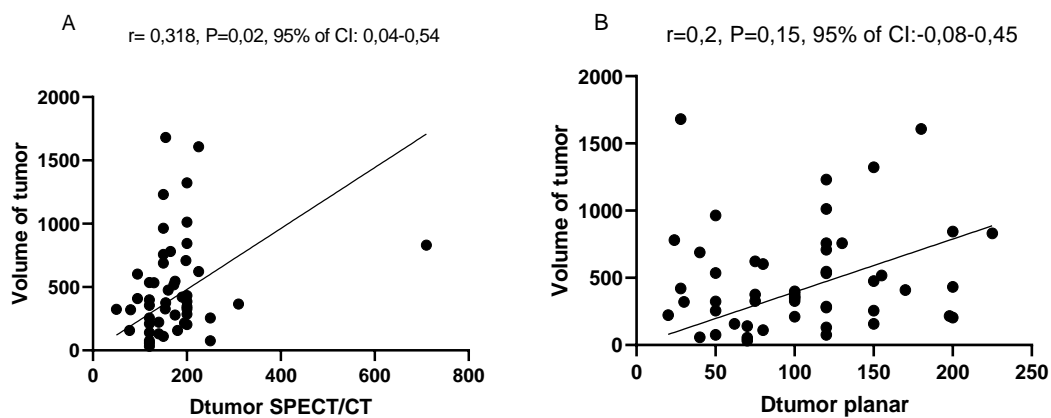 A
r= 0,318, P=0,02, 95% of CI: 0,04-0,54
2000
1500
1000
500
0
Volume of tumor
0 200 400 600 800
Dtumor SPECT/CT
B
r=0,2, P=0,15, 95% of CI:-0,08-0,45
2000
1500
1000
500
0
Volume of tumor
0 50 100 150 200 250
Dtumor planar